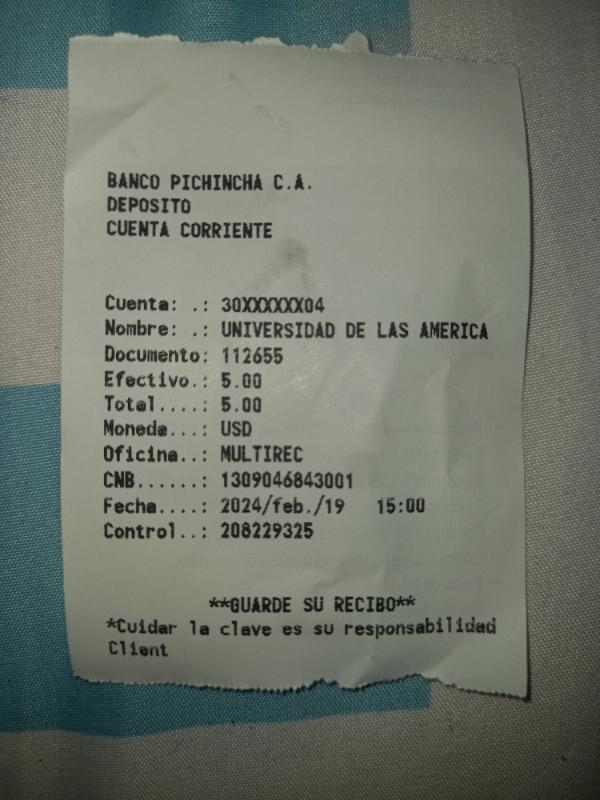 BANCO PICHINCHA C.A.
DEPOSITO
CUENTA CORRIENTE
Cuenta: .: 30XXXXXX04
Nombre: .: UNIVERSIDAD DE LAS AMERICA
Documento: 112655
Efectivo.: 5.00
Total....: 5.00
Moneda...: USD
Oficina..: MULTIREC
CNB......: 1309046843001
Fecha....: 2024/feb./19 15:00
Control..: 208229325
**GUARDE SU RECIBO**
*Cuidar la clave es su responsabilidad
Client